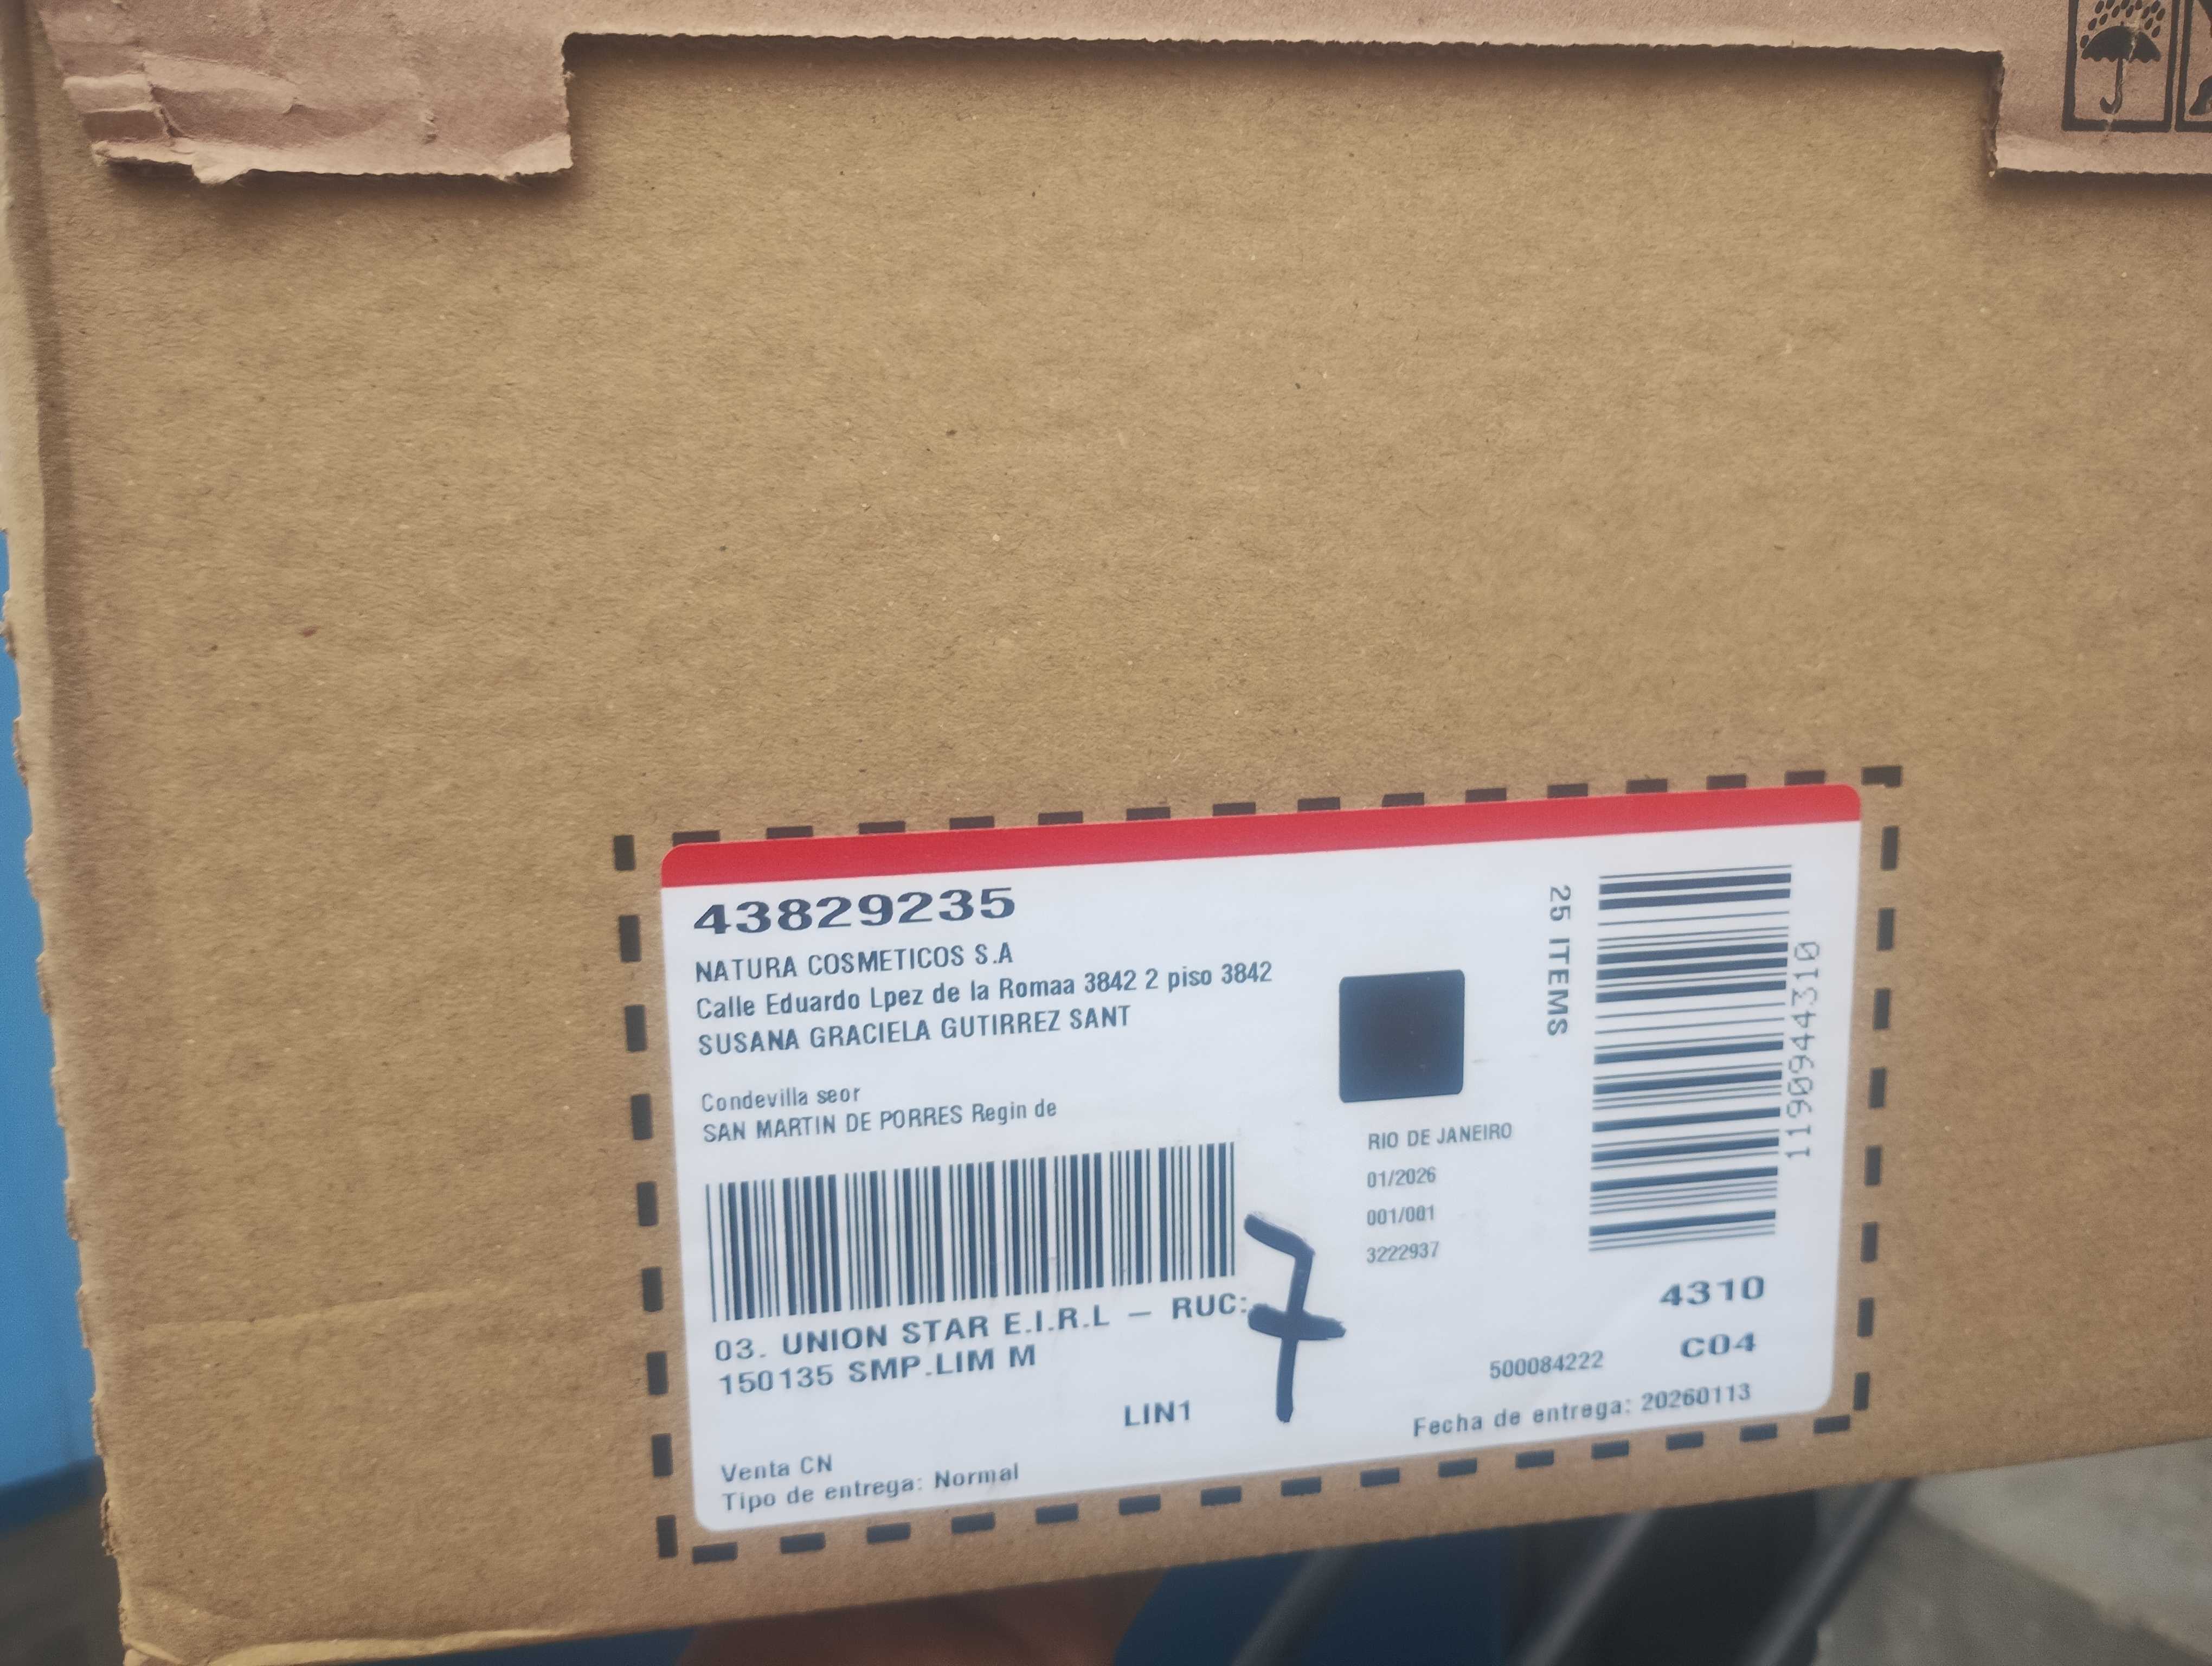 43829235
NATURA COSMETICOS S.A
Calle Eduardo Lpez de la Romaa 3842 2 piso 3842
SUSANA GRACIELA GUTIRREZ SANT
Condevilla seor
SAN MARTIN DE PORRES Regin de
03. UNION STAR E.I.R.L – RUC:
150135 SMP.LIM M
LIN1
Venta CN
Tipo de entrega: Normal
7
RIO DE JANEIRO
01/2026
001/001
3222937
25 ITEMS
1190944310
4310
C04
500084222
Fecha de entrega: 20260113